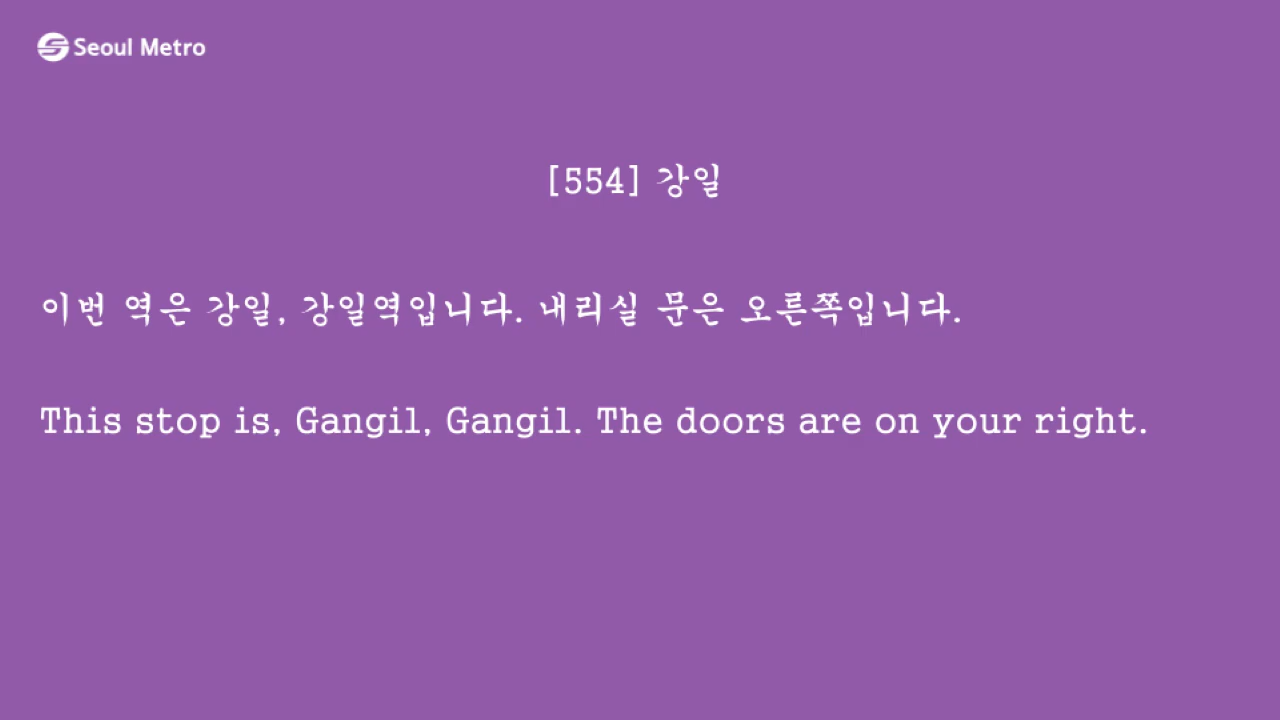 Seoul Metro
[554] 강일
이번 역은 강일, 강일역입니다. 내리실 문은 오른쪽입니다.
This stop is, Gangil, Gangil. The doors are on your right.